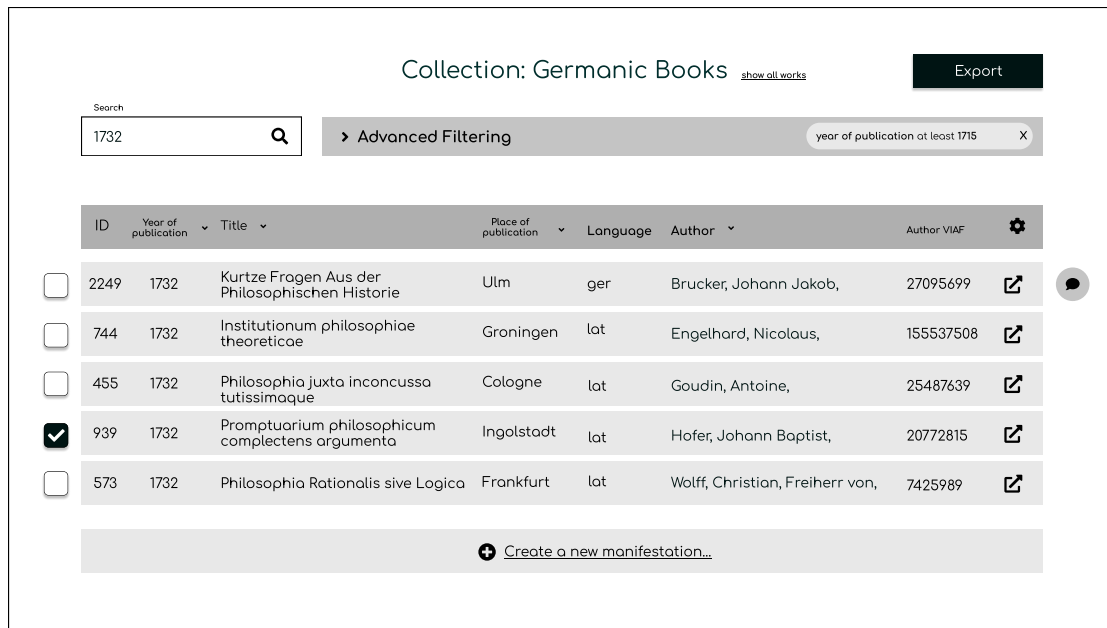 Collection: Germanic Books show all works
Export
Search
1732
Advanced Filtering
year of publication at least 1715 X
ID Year of publication Title Place of publication Language Author Author VIAF
2249 1732 Kurtze Fragen Aus der Philosophischen Historie Ulm ger Brucker, Johann Jakob, 27095699
744 1732 Institutionum philosophiae theoreticae Groningen lat Engelhard, Nicolaus, 155537508
455 1732 Philosophia juxta inconcussa tutissimaque Cologne lat Goudin, Antoine, 25487639
939 1732 Promptuarium philosophicum complectens argumenta Ingolstadt lat Hofer, Johann Baptist, 20772815
573 1732 Philosophia Rationalis sive Logica Frankfurt lat Wolff, Christian, Freiherr von, 7425989
Create a new manifestation...